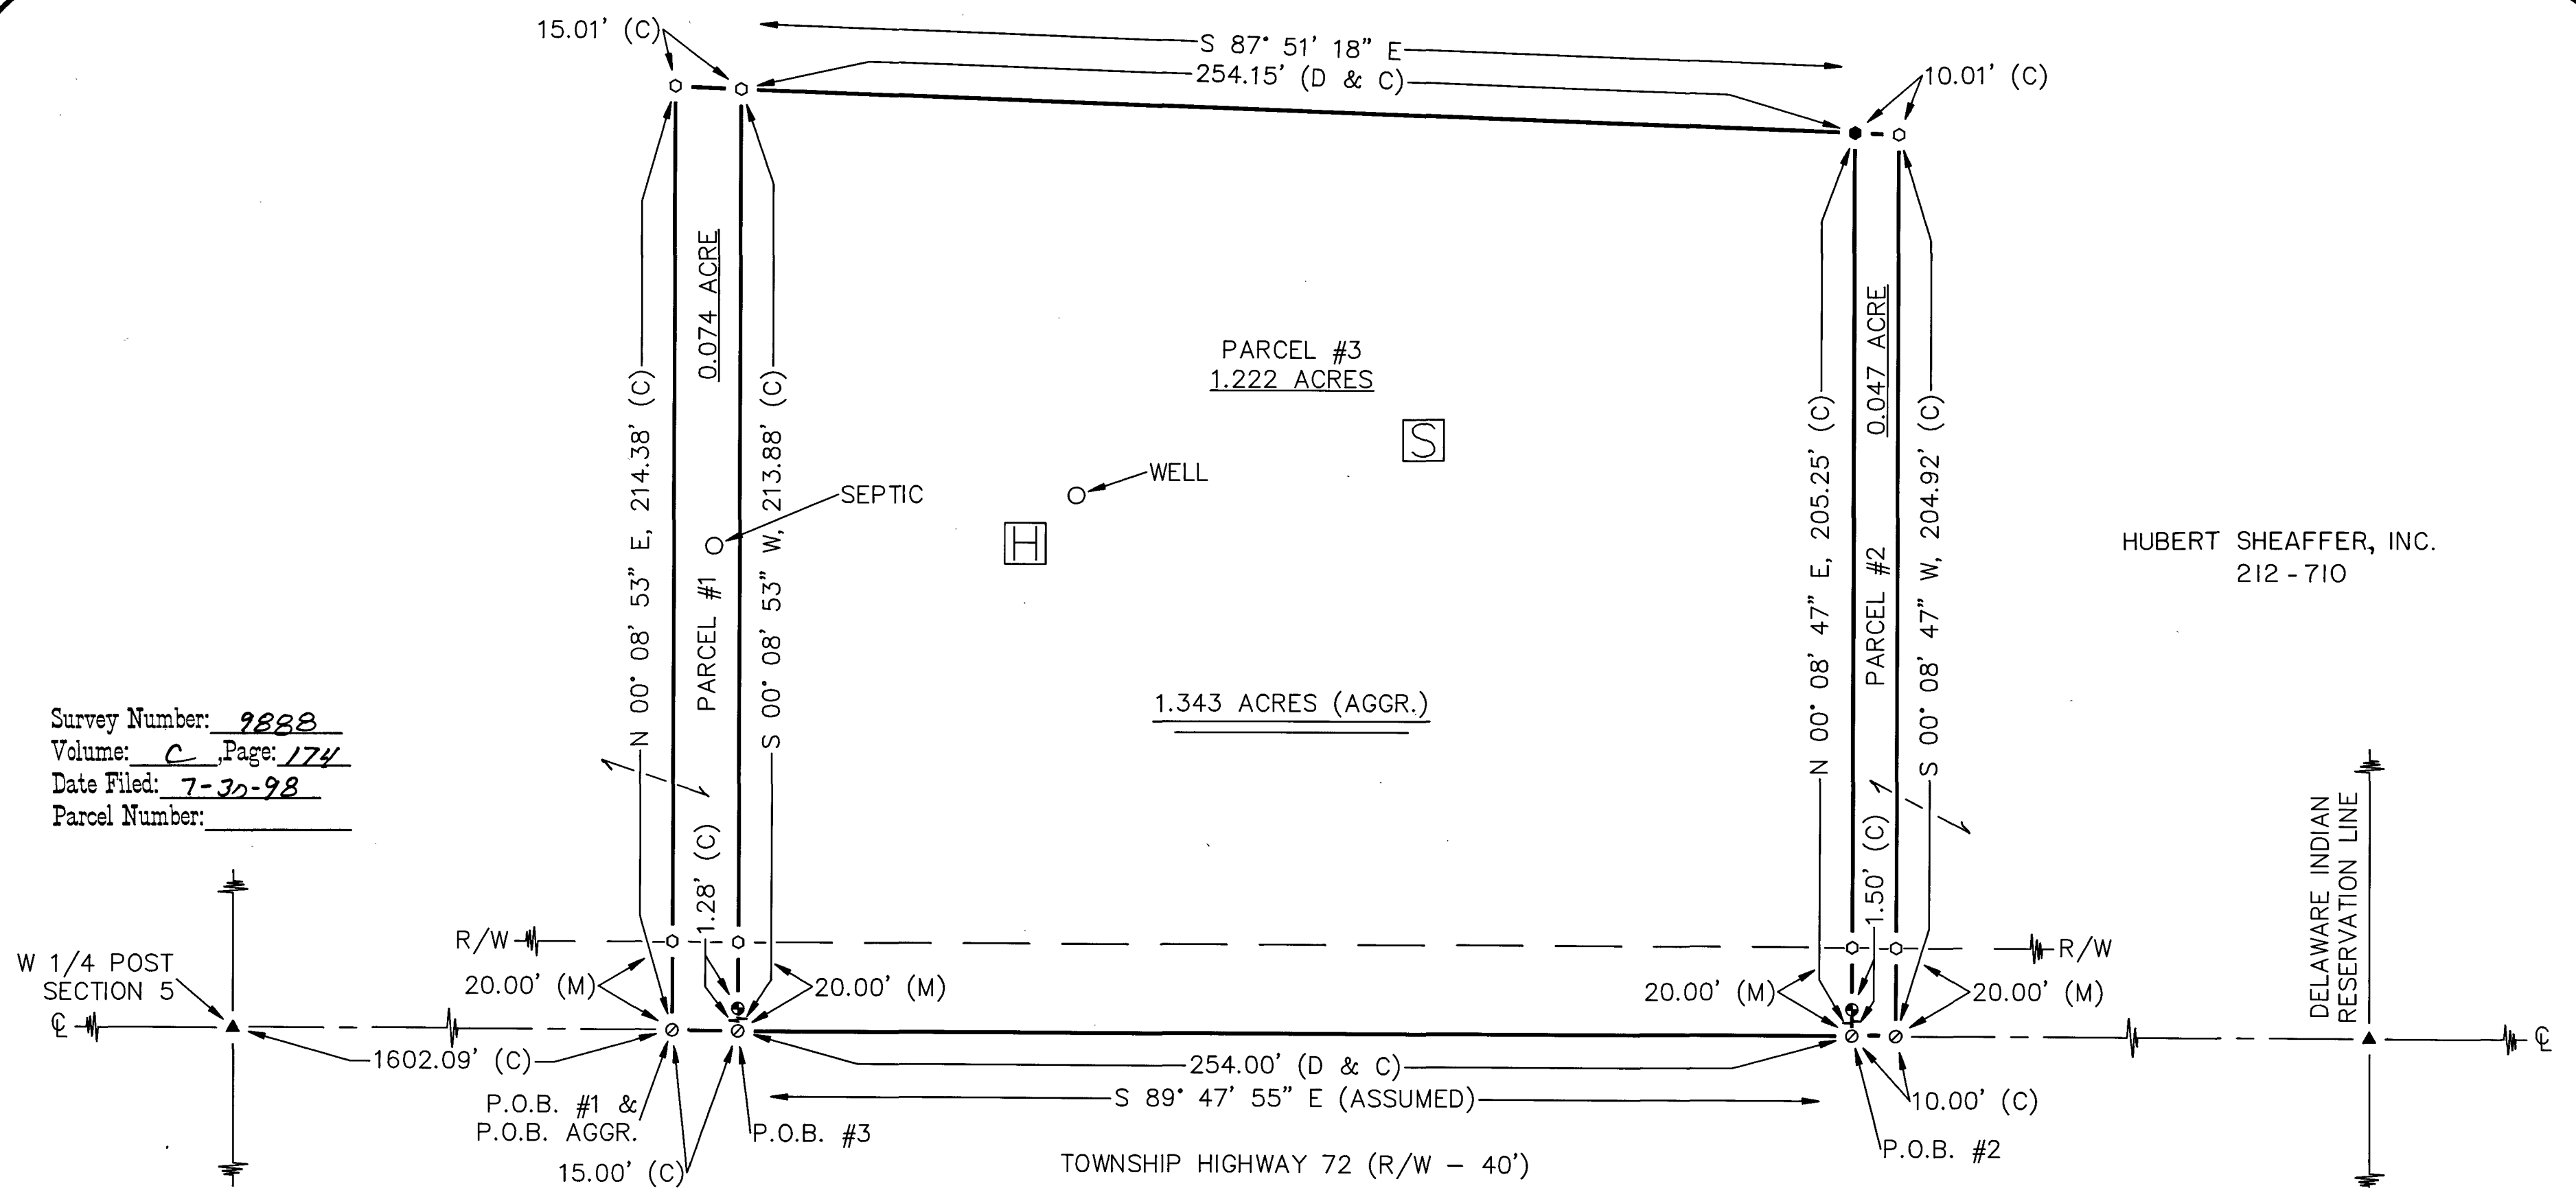 15.01' (C)
S 87° 51' 18" E
254.15' (D & C)
10.01' (C)
N 00° 08' 53" E, 214.38' (C)
0.074 ACRE
PARCEL #1
S 00° 08' 53" W, 213.88' (C)
PARCEL #3
1.222 ACRES
S
WELL
SEPTIC
H
1.343 ACRES (AGGR.)
N 00° 08' 47" E, 205.25' (C)
0.047 ACRE
PARCEL #2
S 00° 08' 47" W, 204.92' (C)
HUBERT SHEAFFER, INC.
212-710
Survey Number: 9888
Volume: C ,Page: 174
Date Filed: 7-30-98
Parcel Number:
1.28' (C)
1.50' (C)
DELAWARE INDIAN
RESERVATION LINE
R/W
R/W
W 1/4 POST
SECTION 5
20.00' (M)
20.00' (M)
20.00' (M)
20.00' (M)
℄
℄
1602.09' (C)
254.00' (D & C)
S 89° 47' 55" E (ASSUMED)
10.00' (C)
P.O.B. #1 &
P.O.B. AGGR.
P.O.B. #3
P.O.B. #2
15.00' (C)
TOWNSHIP HIGHWAY 72 (R/W - 40')